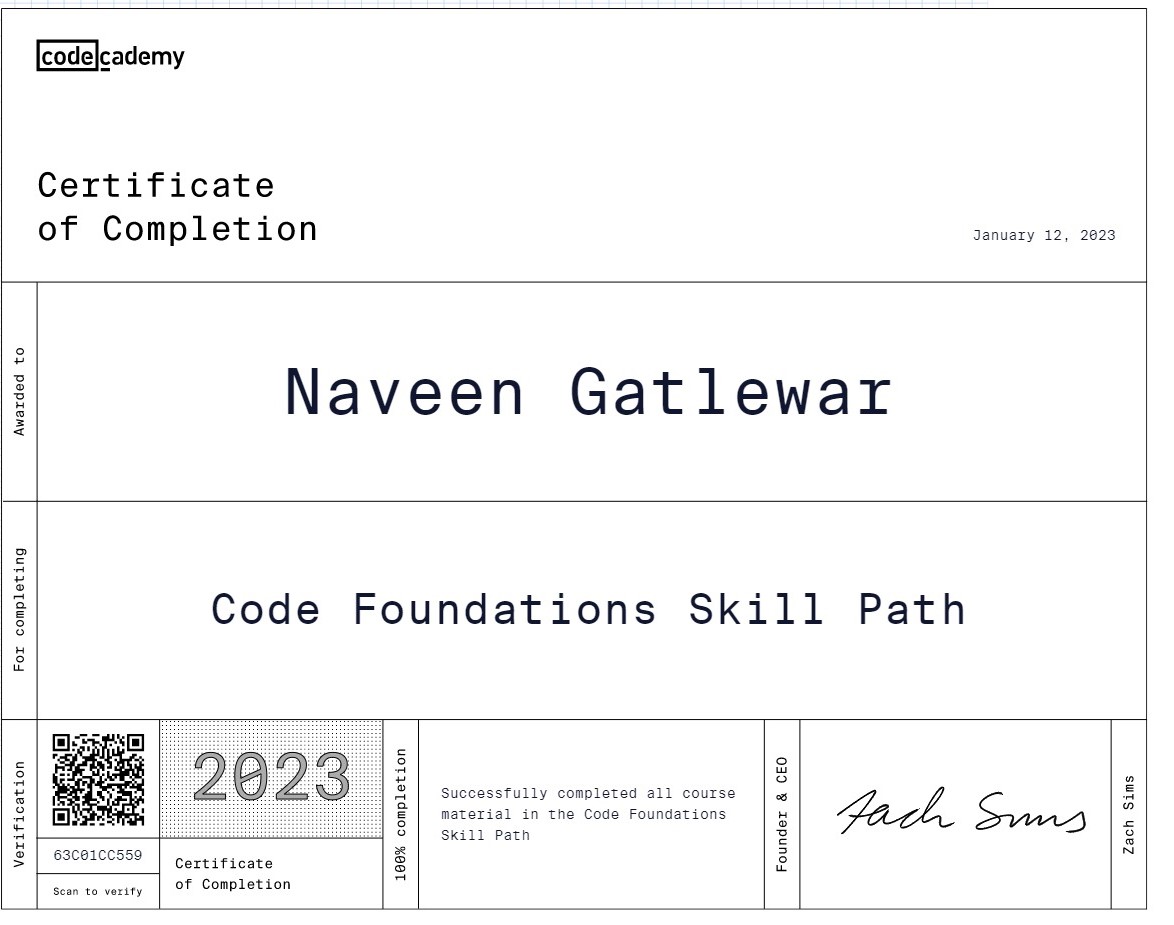 codecademy
Certificate
of Completion
January 12, 2023
Awarded to
Naveen Gatlewar
For completing
Code Foundations Skill Path
Verification
63C01CC559
Scan to verify
2023
Certificate
of Completion
100% completion
Successfully completed all course
material in the Code Foundations
Skill Path
Founder & CEO
Zach Sims
Zach Sims